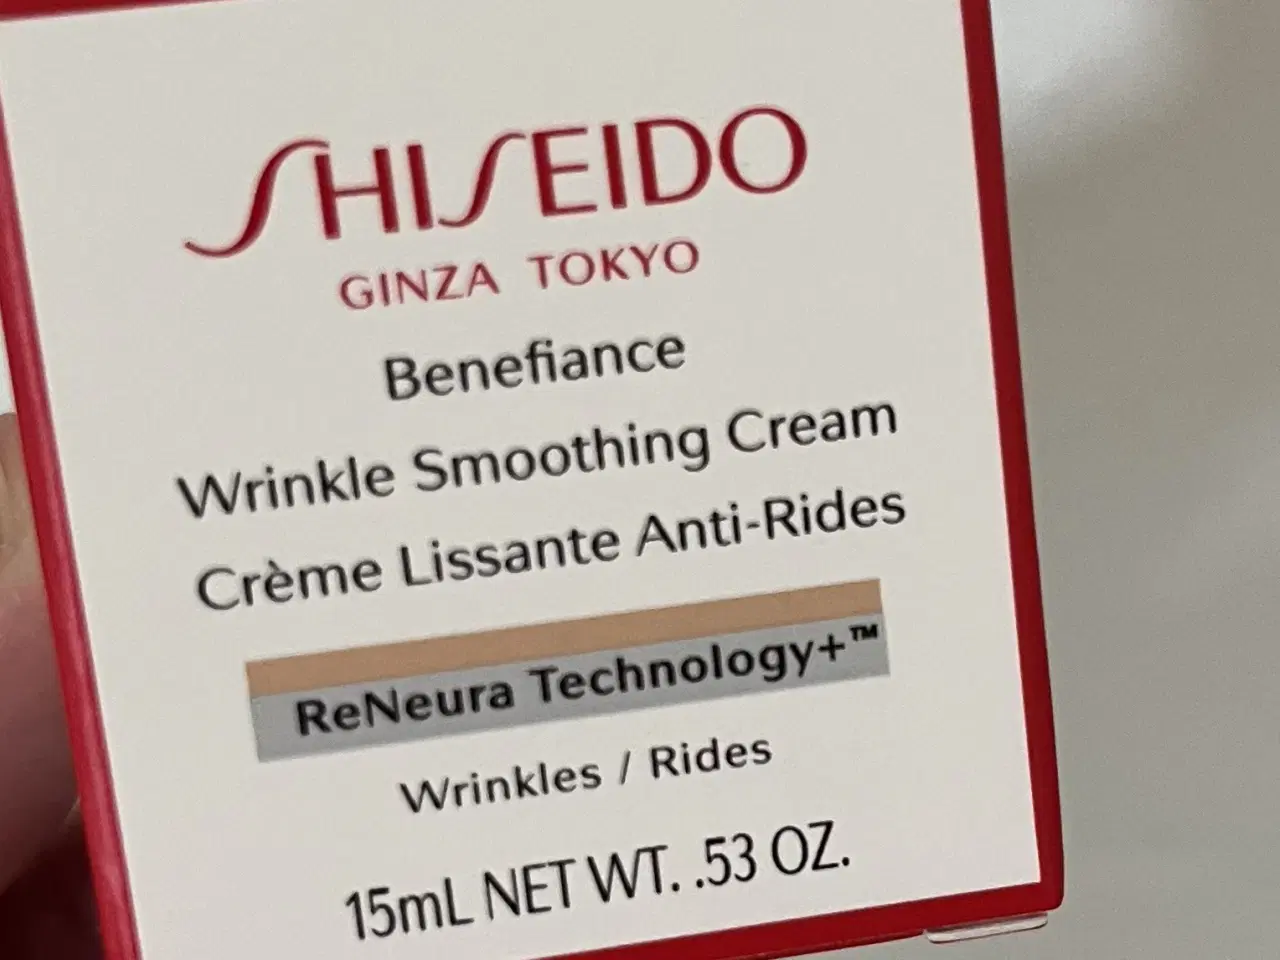 SHISEIDO
GINZA TOKYO
Benefiance
Wrinkle Smoothing Cream
Crème Lissante Anti-Rides
ReNeura Technology+™
Wrinkles / Rides
15mL NET WT. .53 OZ.